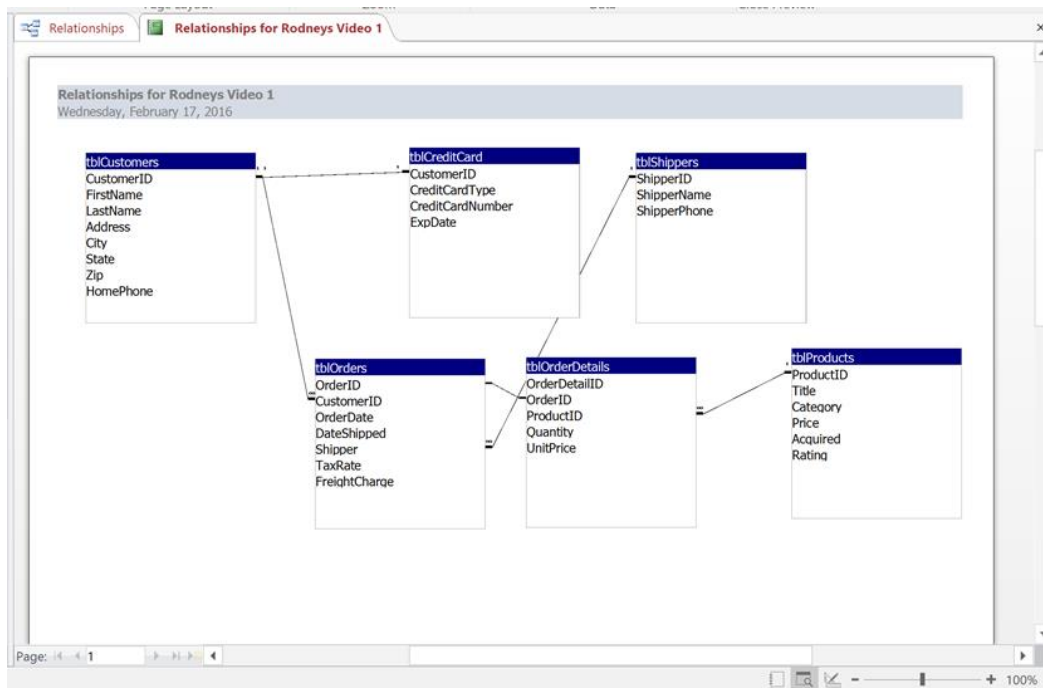 Relationships
Relationships for Rodneys Video 1
Relationships for Rodneys Video 1
Wednesday, February 17, 2016
tblCustomers
CustomerID
FirstName
LastName
Address
City
State
Zip
HomePhone
tblCreditCard
CustomerID
CreditCardType
CreditCardNumber
ExpDate
tblShippers
ShipperID
ShipperName
ShipperPhone
tblOrders
OrderID
CustomerID
OrderDate
DateShipped
Shipper
TaxRate
FreightCharge
tblOrderDetails
OrderDetailID
OrderID
ProductID
Quantity
UnitPrice
tblProducts
ProductID
Title
Category
Price
Acquired
Rating
Page: 1
100%